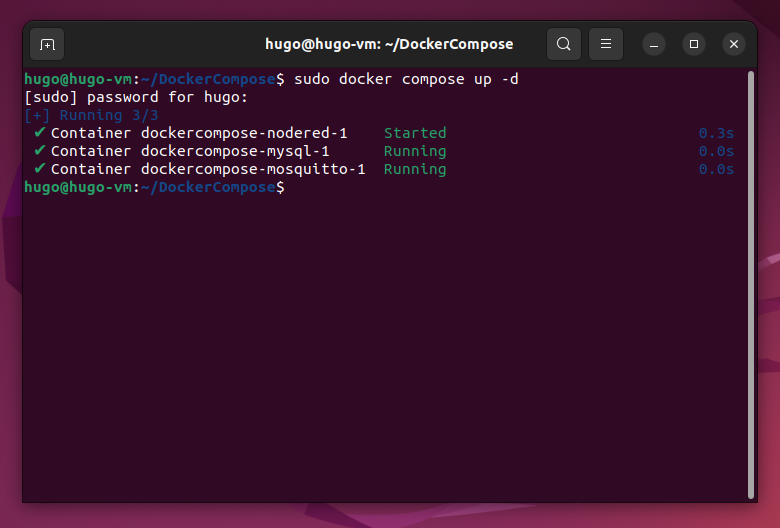 hugo@hugo-vm: ~/DockerCompose
hugo@hugo-vm:~/DockerCompose$ sudo docker compose up -d
[sudo] password for hugo:
[+] Running 3/3
✔ Container dockercompose-nodered-1    Started    0.3s
✔ Container dockercompose-mysql-1    Running    0.0s
✔ Container dockercompose-mosquitto-1  Running    0.0s
hugo@hugo-vm:~/DockerCompose$